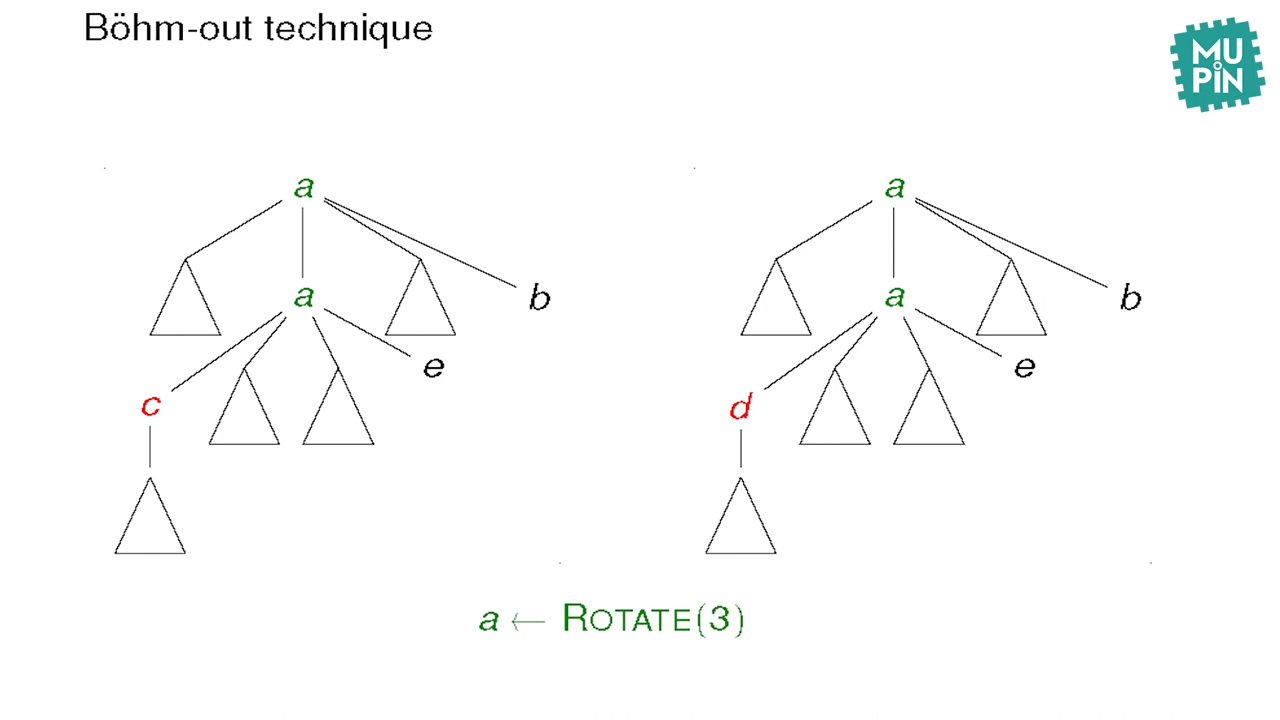 Böhm-out technique
MU
PIN
a a
a b a b
e e
c d
a ← ROTATE(3)